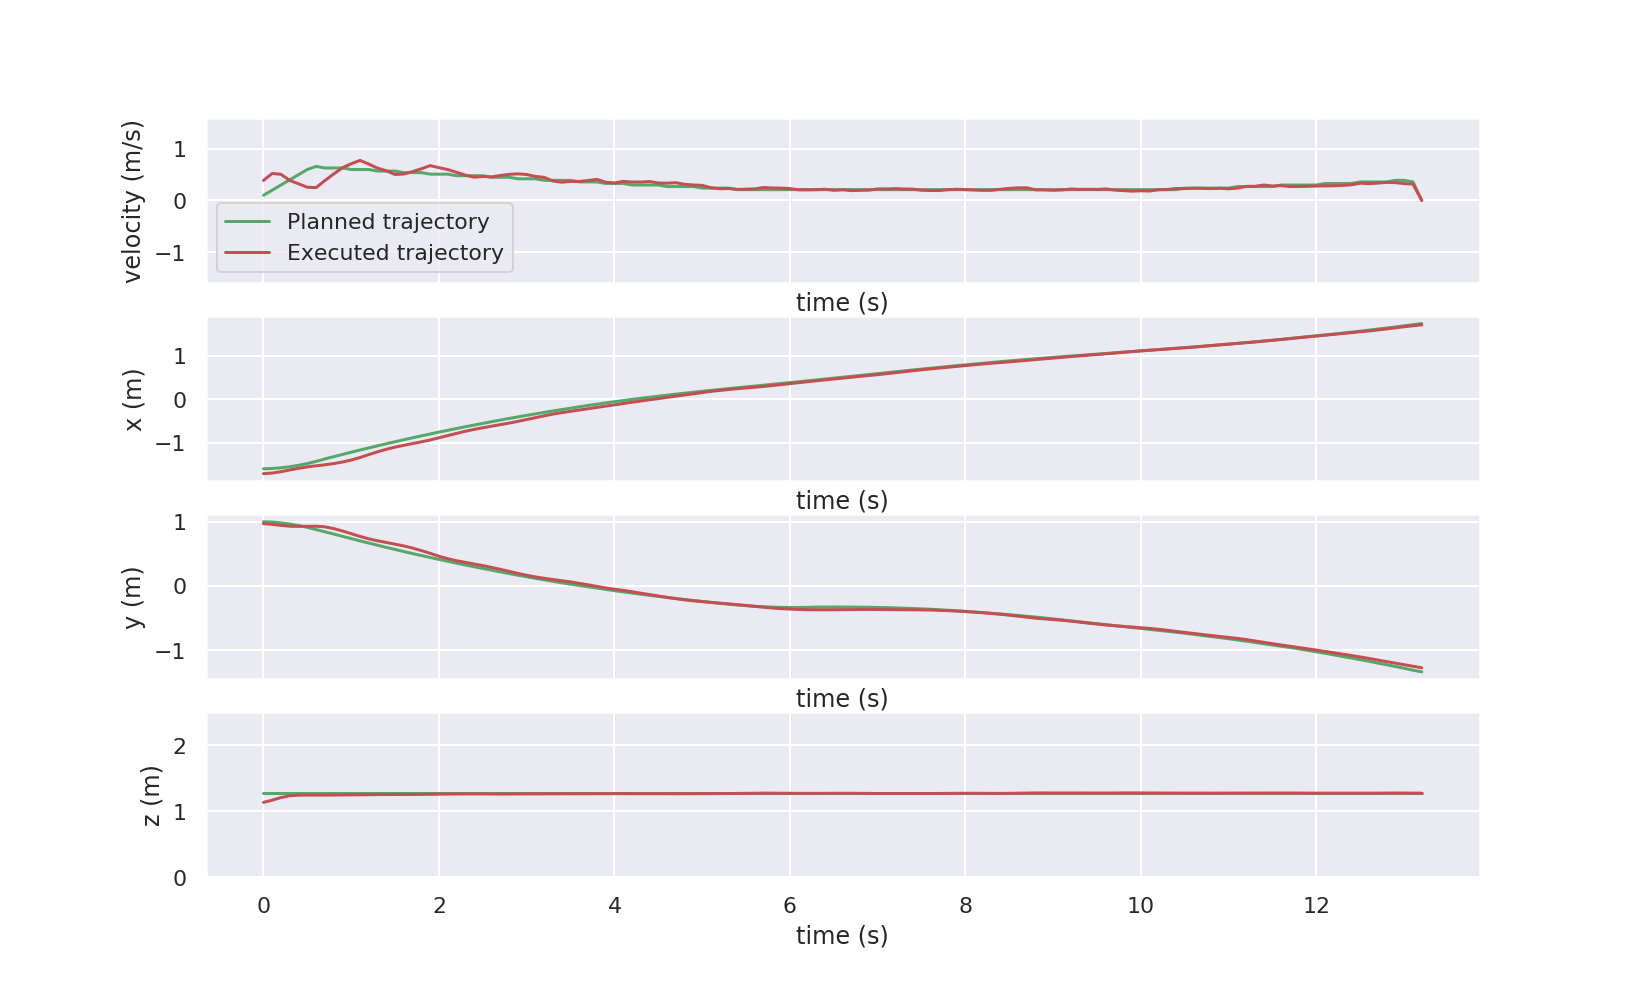 velocity (m/s)
1
0
−1
Planned trajectory
Executed trajectory
time (s)
x (m)
1
0
−1
time (s)
y (m)
1
0
−1
time (s)
z (m)
2
1
0
0 2 4 6 8 10 12
time (s)